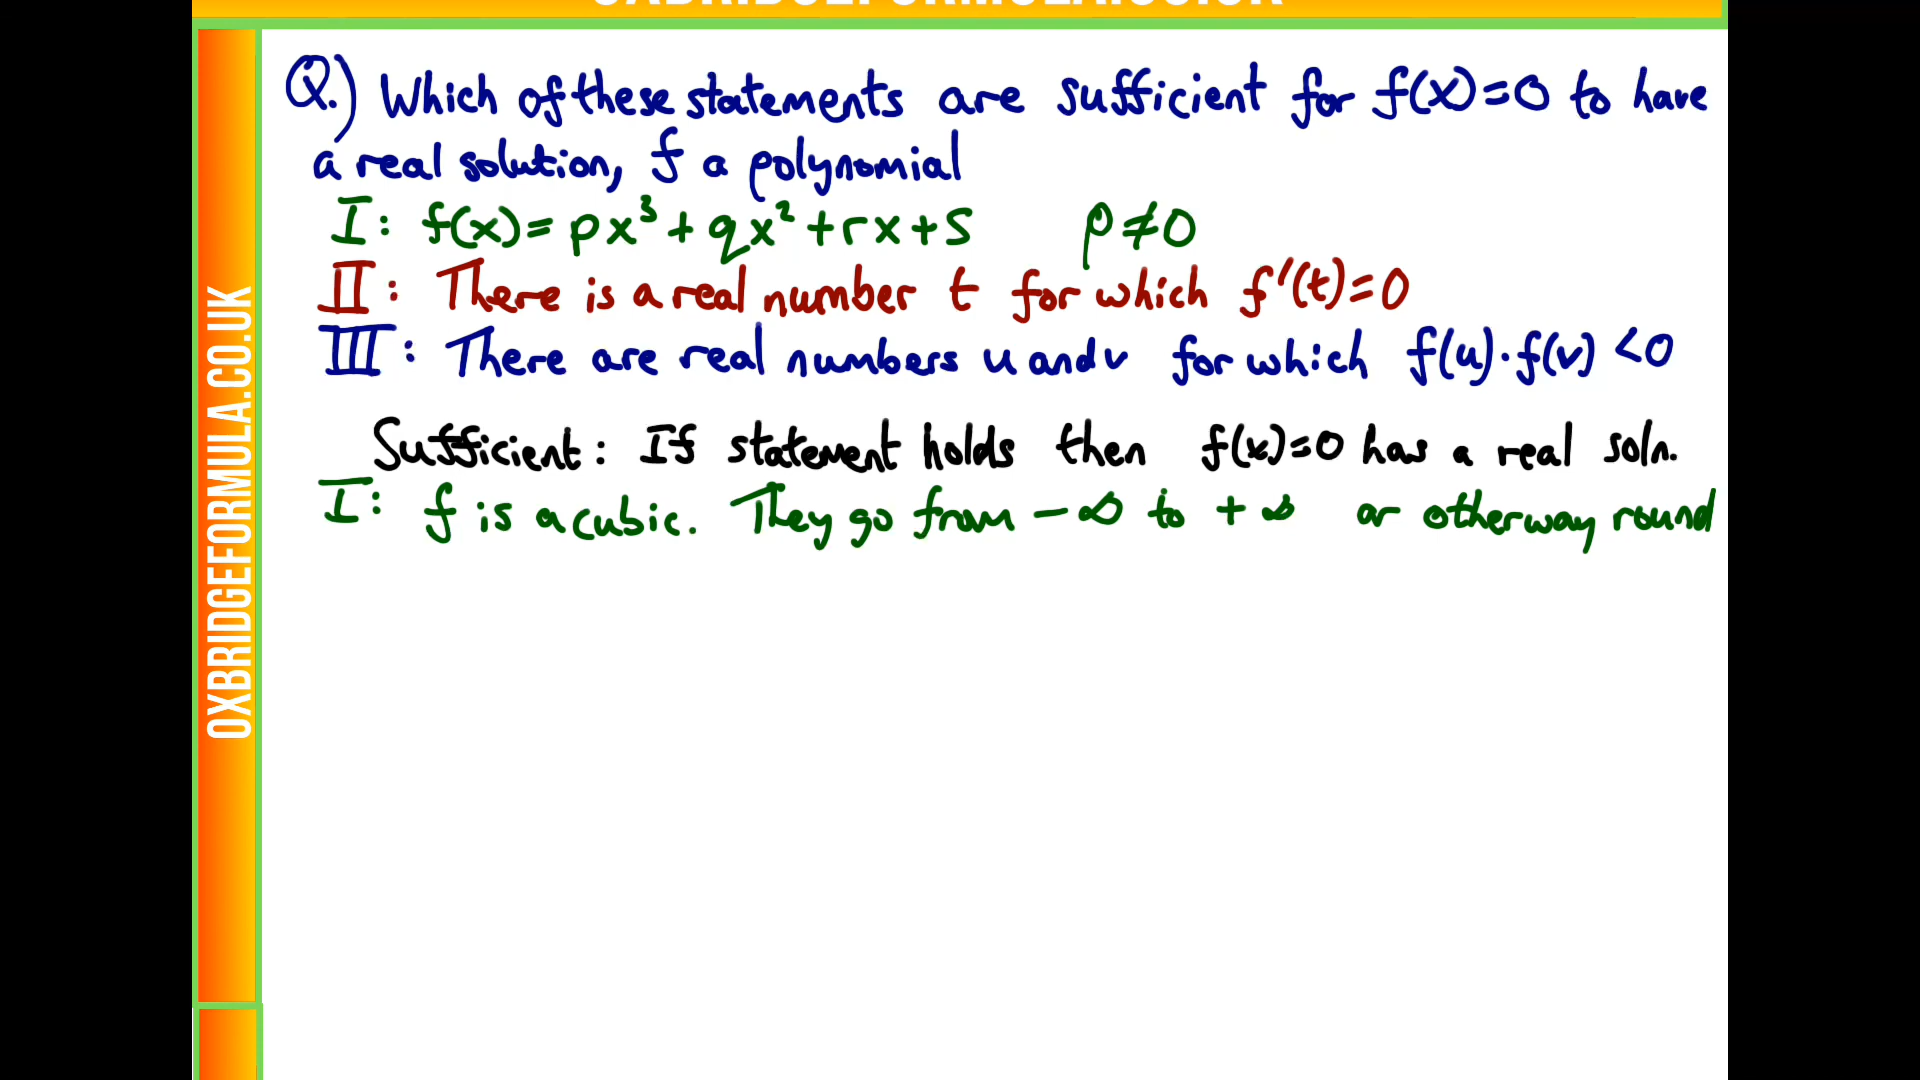 Q.) Which of these statements are sufficient for f(x)=0 to have
a real solution, f a polynomial
I: f(x)= px³ + qx² + rx + s p≠0
II: There is a real number t for which f'(t)=0
III: There are real numbers u and v for which f(u)·f(v) <0
Sufficient: If statement holds then f(x)=0 has a real soln.
I: f is a cubic. They go from -∞ to +∞ or other way round
OXBRIDGEFORMULA.CO.UK